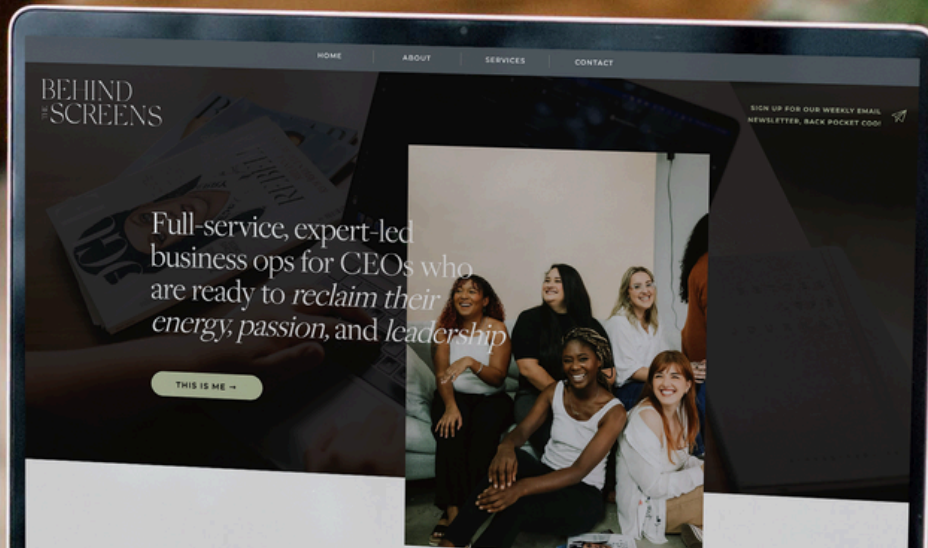 HOME
ABOUT
SERVICES
CONTACT
BEHIND
THE SCREENS
SIGN UP FOR OUR WEEKLY EMAIL
NEWSLETTER, BACK POCKET COO!
Full-service, expert-led
business ops for CEOs who
are ready to reclaim their
energy, passion, and leadership
THIS IS ME →